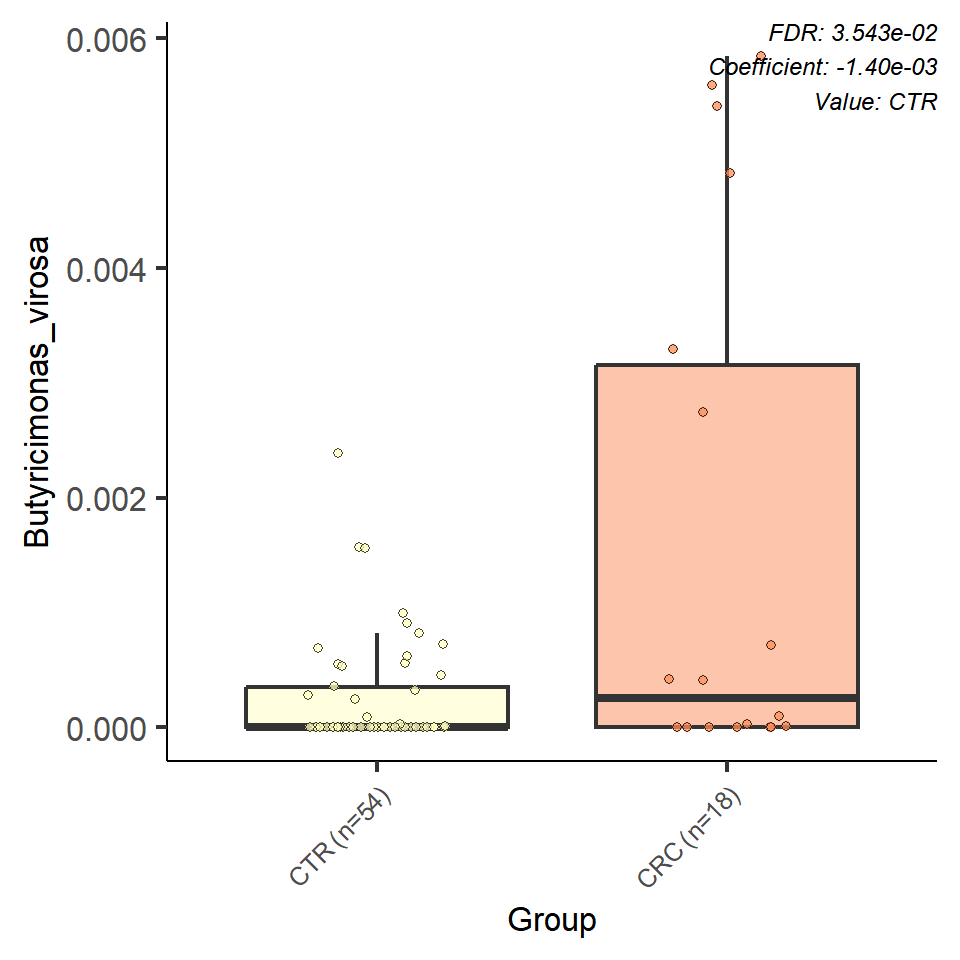 FDR: 3.543e-02
Coefficient: -1.40e-03
Value: CTR
0.006
0.004
0.002
0.000
Butyricimonas_virosa
CTR (n=54)
CRC (n=18)
Group